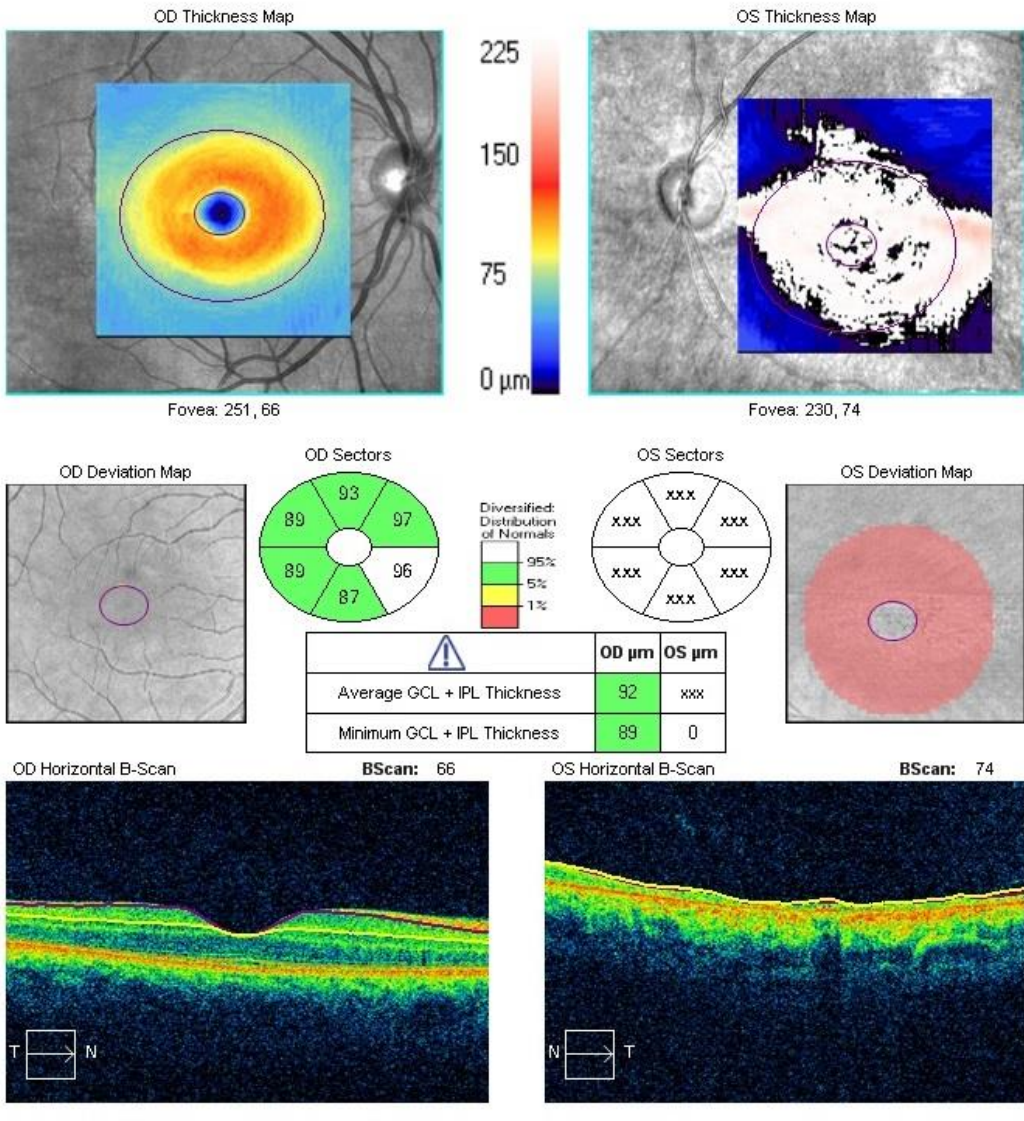 OD Thickness Map
OS Thickness Map
225
150
75
0 µm
Fovea: 251, 66
Fovea: 230, 74
OD Deviation Map
OD Sectors
OS Sectors
OS Deviation Map
93
89
97
89
96
87
Diversified:
Distribution
of Normals
95%
5%
1%
xxx
xxx
xxx
xxx
xxx
xxx
OD µm OS µm
Average GCL + IPL Thickness 92 xxx
Minimum GCL + IPL Thickness 89 0
OD Horizontal B-Scan BScan: 66
OS Horizontal B-Scan BScan: 74
T N
N T